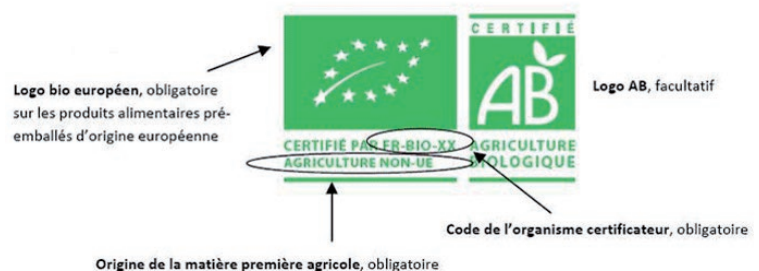 CERTIFIÉ
AB
Logo bio européen, obligatoire
sur les produits alimentaires pré-
emballés d'origine européenne
Logo AB, facultatif
CERTIFIÉ PAR FR-BIO-XX
AGRICULTURE NON-UE
AGRICULTURE
BIOLOGIQUE
Code de l'organisme certificateur, obligatoire
Origine de la matière première agricole, obligatoire